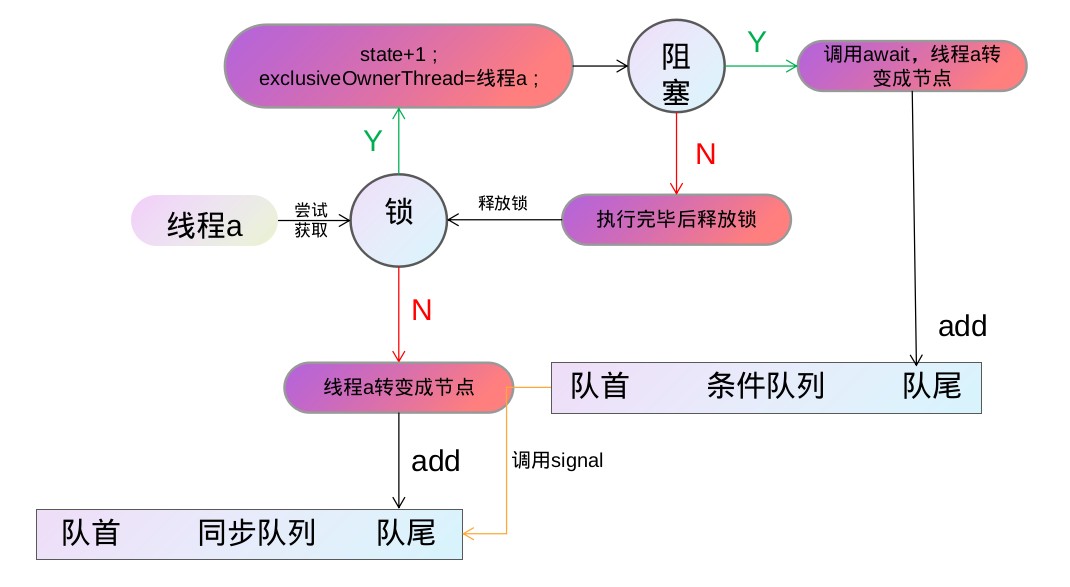 state+1 ;
exclusiveOwnerThread=线程a ;
阻
塞
Y
调用await，线程a转
变成节点
Y
N
线程a
尝试
获取
锁
释放锁
执行完毕后释放锁
N
add
线程a转变成节点
队首 条件队列 队尾
add
调用signal
队首 同步队列 队尾